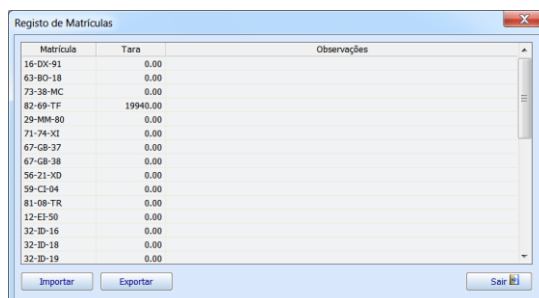 Registo de Matrículas
Matrícula Tara Observações
16-DX-91 0.00
63-BO-18 0.00
73-38-MC 0.00
82-69-TF 19940.00
29-MM-80 0.00
71-74-XI 0.00
67-GB-37 0.00
67-GB-38 0.00
56-21-XD 0.00
59-CI-04 0.00
81-08-TR 0.00
12-EI-50 0.00
32-ID-16 0.00
32-ID-18 0.00
32-ID-19 0.00
Importar Exportar Sair